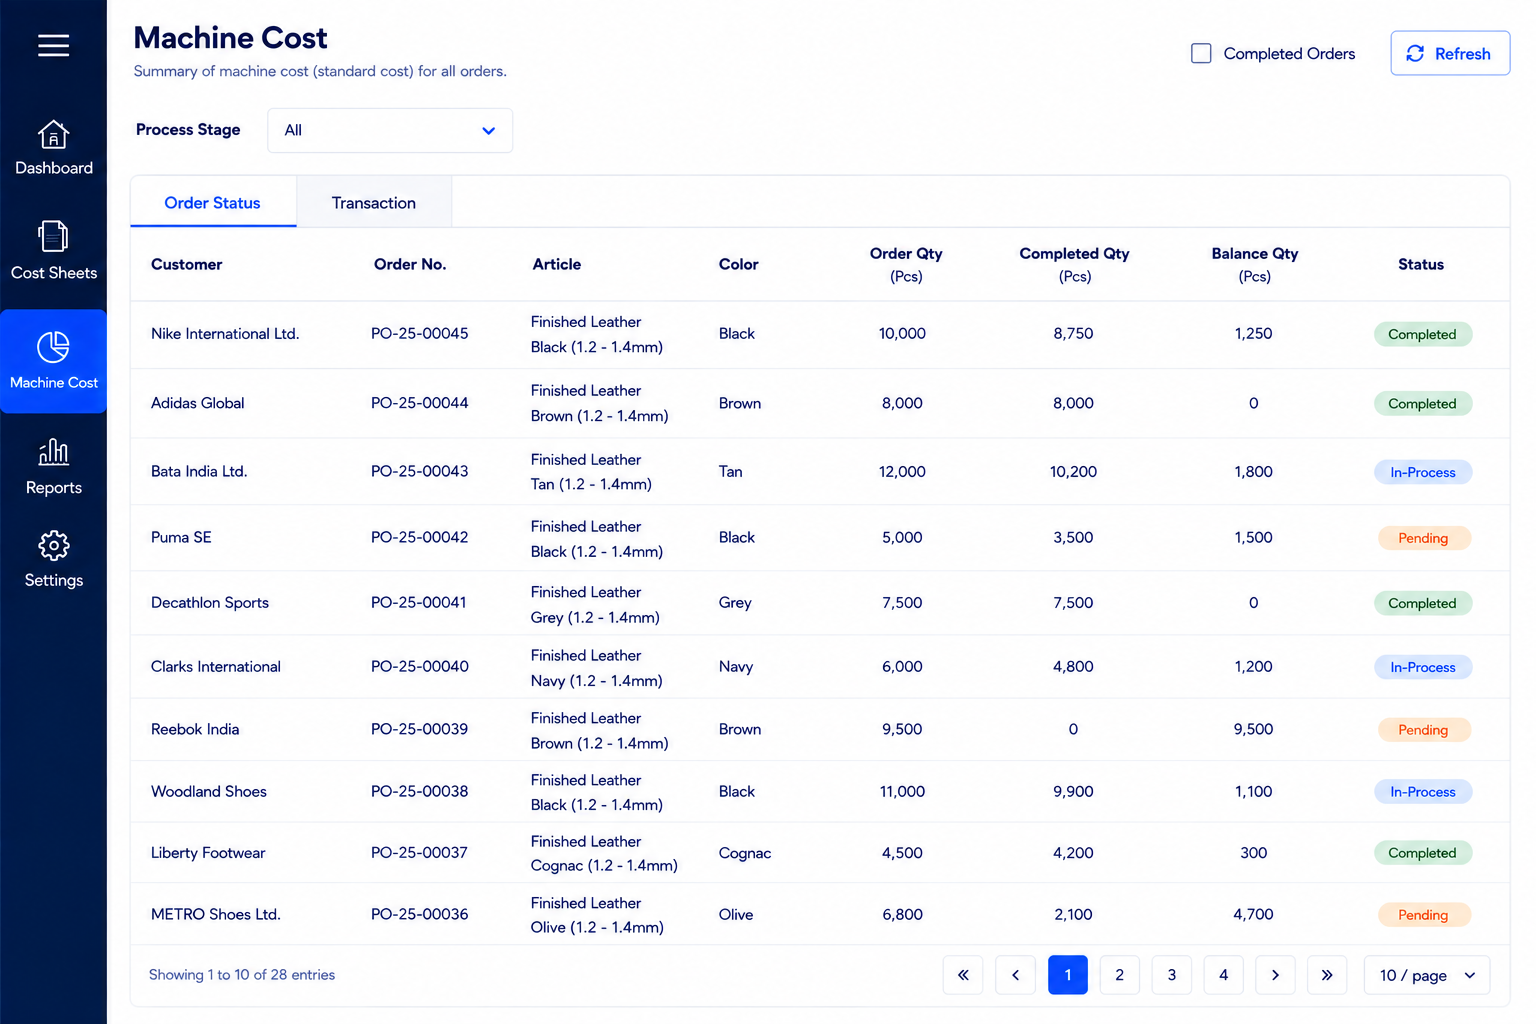 Machine Cost
Summary of machine cost (standard cost) for all orders.
Completed Orders
Refresh
Process Stage
All
Dashboard
Cost Sheets
Machine Cost
Reports
Settings
Order Status
Transaction
Customer
Order No.
Article
Color
Order Qty
(Pcs)
Completed Qty
(Pcs)
Balance Qty
(Pcs)
Status
Nike International Ltd.
PO-25-00045
Finished Leather
Black (1.2 - 1.4mm)
Black
10,000
8,750
1,250
Completed
Adidas Global
PO-25-00044
Finished Leather
Brown (1.2 - 1.4mm)
Brown
8,000
8,000
0
Completed
Bata India Ltd.
PO-25-00043
Finished Leather
Tan (1.2 - 1.4mm)
Tan
12,000
10,200
1,800
In-Process
Puma SE
PO-25-00042
Finished Leather
Black (1.2 - 1.4mm)
Black
5,000
3,500
1,500
Pending
Decathlon Sports
PO-25-00041
Finished Leather
Grey (1.2 - 1.4mm)
Grey
7,500
7,500
0
Completed
Clarks International
PO-25-00040
Finished Leather
Navy (1.2 - 1.4mm)
Navy
6,000
4,800
1,200
In-Process
Reebok India
PO-25-00039
Finished Leather
Brown (1.2 - 1.4mm)
Brown
9,500
0
9,500
Pending
Woodland Shoes
PO-25-00038
Finished Leather
Black (1.2 - 1.4mm)
Black
11,000
9,900
1,100
In-Process
Liberty Footwear
PO-25-00037
Finished Leather
Cognac (1.2 - 1.4mm)
Cognac
4,500
4,200
300
Completed
METRO Shoes Ltd.
PO-25-00036
Finished Leather
Olive (1.2 - 1.4mm)
Olive
6,800
2,100
4,700
Pending
Showing 1 to 10 of 28 entries
«
‹
1
2
3
4
›
»
10 / page